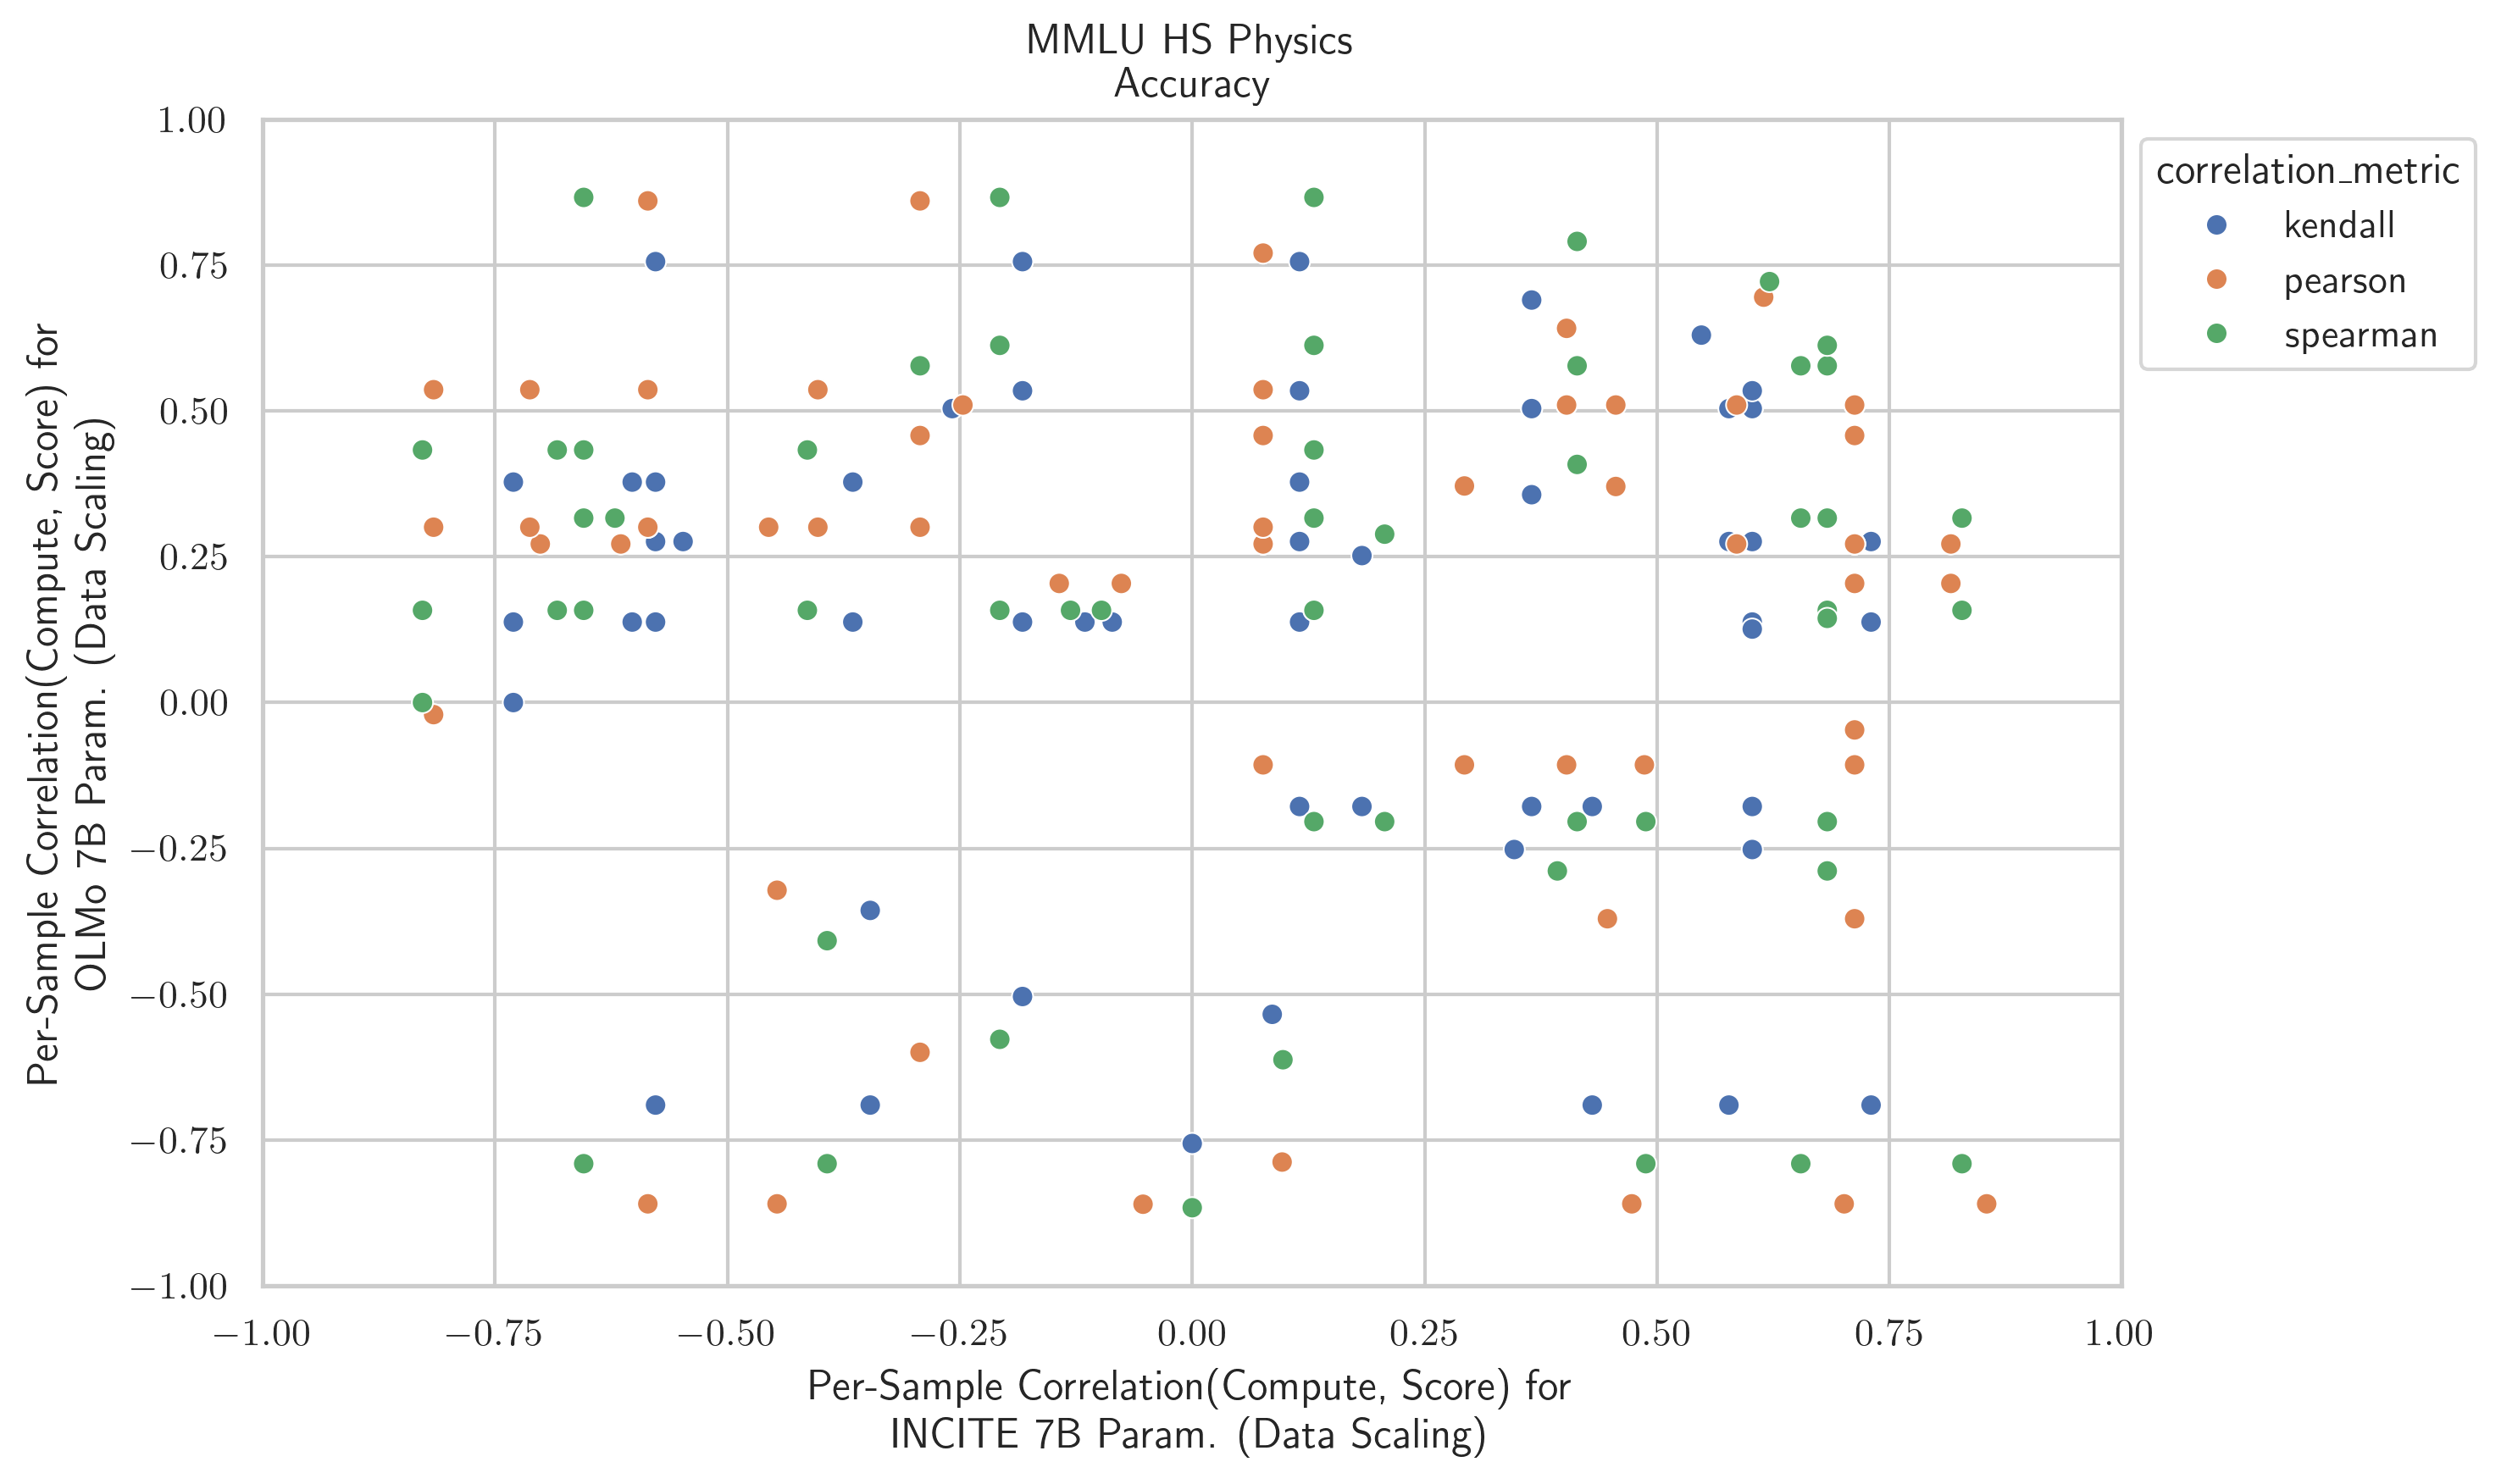 MMLU HS Physics
Accuracy
Per-Sample Correlation(Compute, Score) for
OLMo 7B Param. (Data Scaling)
1.00
0.75
0.50
0.25
0.00
−0.25
−0.50
−0.75
−1.00
−1.00 −0.75 −0.50 −0.25 0.00 0.25 0.50 0.75 1.00
Per-Sample Correlation(Compute, Score) for
INCITE 7B Param. (Data Scaling)
correlation_metric
kendall
pearson
spearman